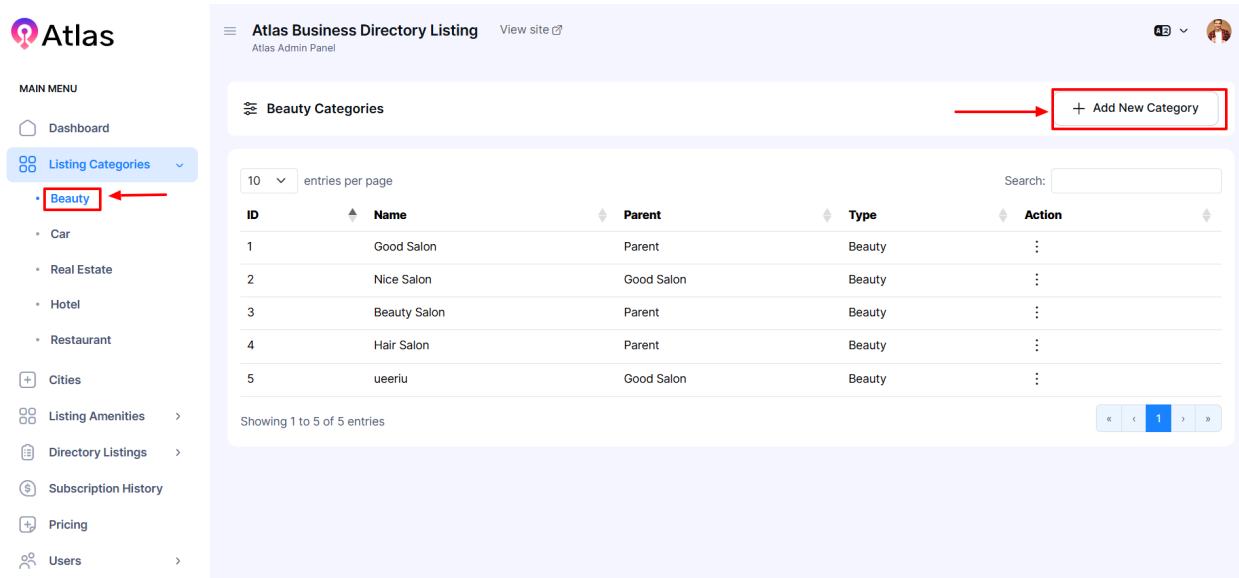 Atlas
Atlas Business Directory Listing View site
Atlas Admin Panel
MAIN MENU
Dashboard
Listing Categories
Beauty
Car
Real Estate
Hotel
Restaurant
Cities
Listing Amenities
Directory Listings
Subscription History
Pricing
Users
Beauty Categories
+ Add New Category
10 entries per page Search:
ID Name Parent Type Action
1 Good Salon Parent Beauty
2 Nice Salon Good Salon Beauty
3 Beauty Salon Parent Beauty
4 Hair Salon Parent Beauty
5 ueeriu Good Salon Beauty
Showing 1 to 5 of 5 entries « ‹ 1 › »